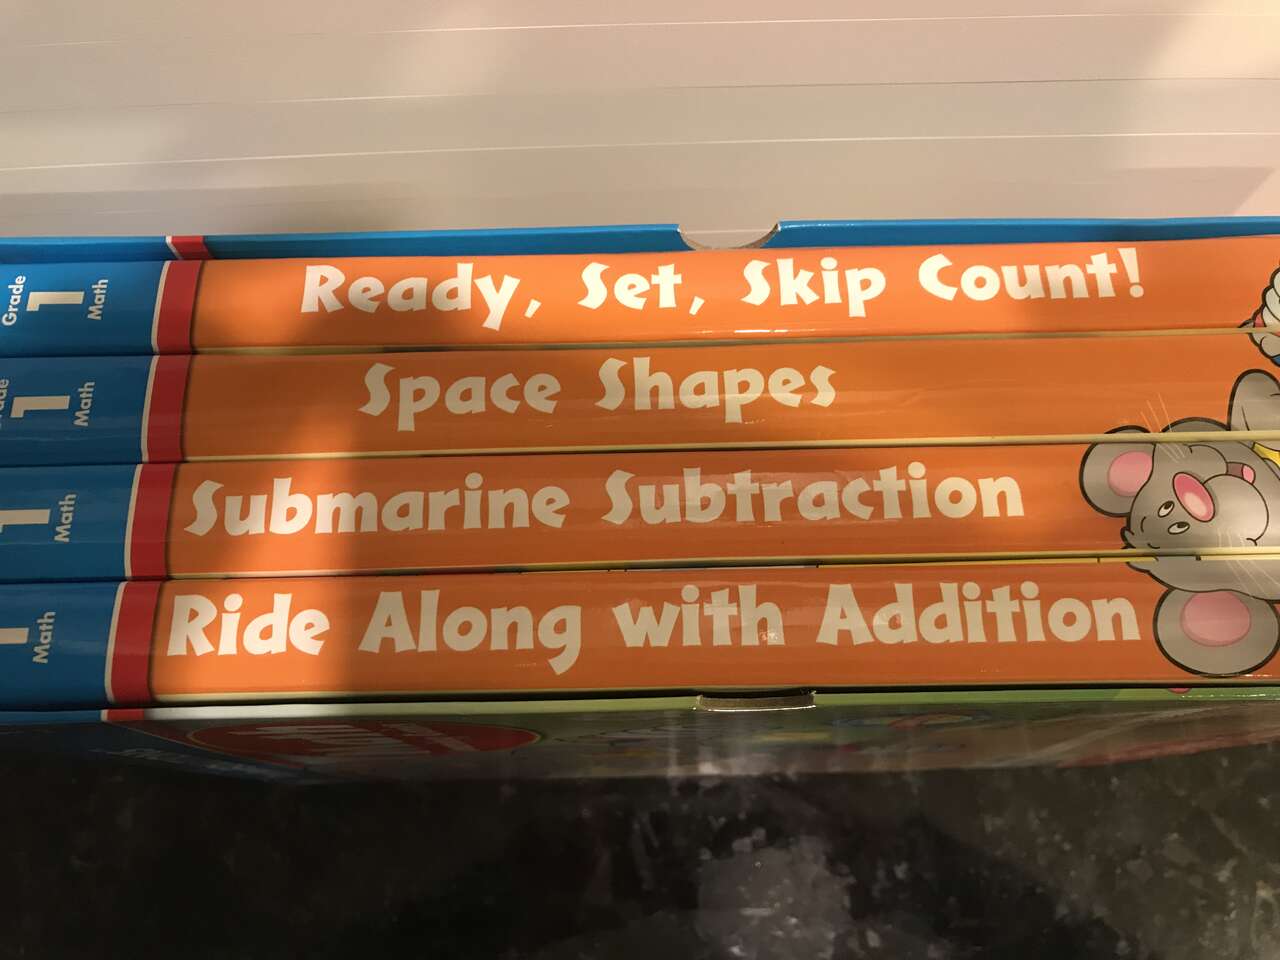 Grade 1 Math Ready, Set, Skip Count!
1 Math Space Shapes
1 Math Submarine Subtraction
1 Math Ride Along with Addition